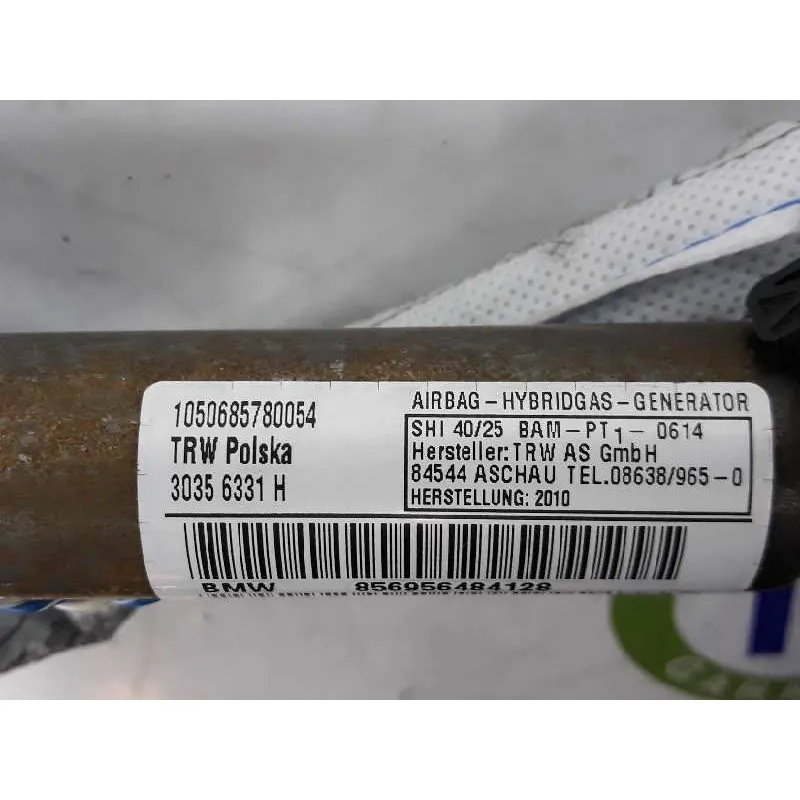 1050685780054
TRW Polska
3035 6331 H
AIRBAG-HYBRIDGAS-GENERATOR
SHI 40/25 BAM-PT1-0614
Hersteller: TRW AS GmbH
84544 ASCHAU TEL.08638/965-0
HERSTELLUNG: 2010
BMW 856956484128